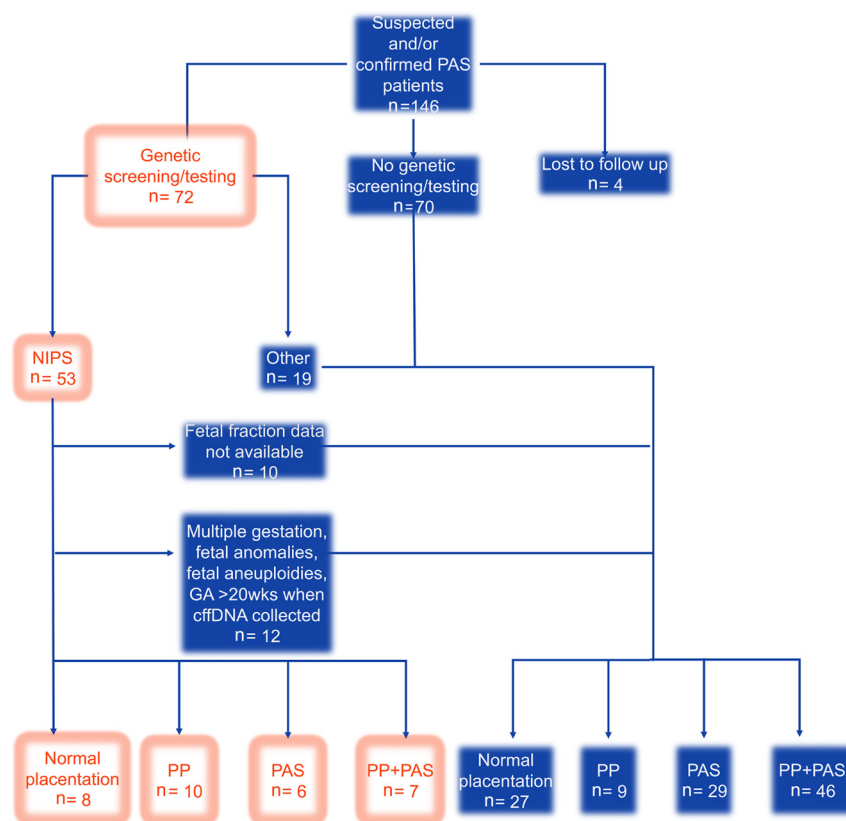 Suspected
and/or
confirmed PAS
patients
n=146
Genetic
screening/testing
n= 72
No genetic
screening/testing
n=70
Lost to follow up
n= 4
NIPS
n= 53
Other
n= 19
Fetal fraction data
not available
n= 10
Multiple gestation,
fetal anomalies,
fetal aneuploidies,
GA >20wks when
cffDNA collected
n= 12
Normal
placentation
n= 8
PP
n= 10
PAS
n= 6
PP+PAS
n= 7
Normal
placentation
n= 27
PP
n= 9
PAS
n= 29
PP+PAS
n= 46